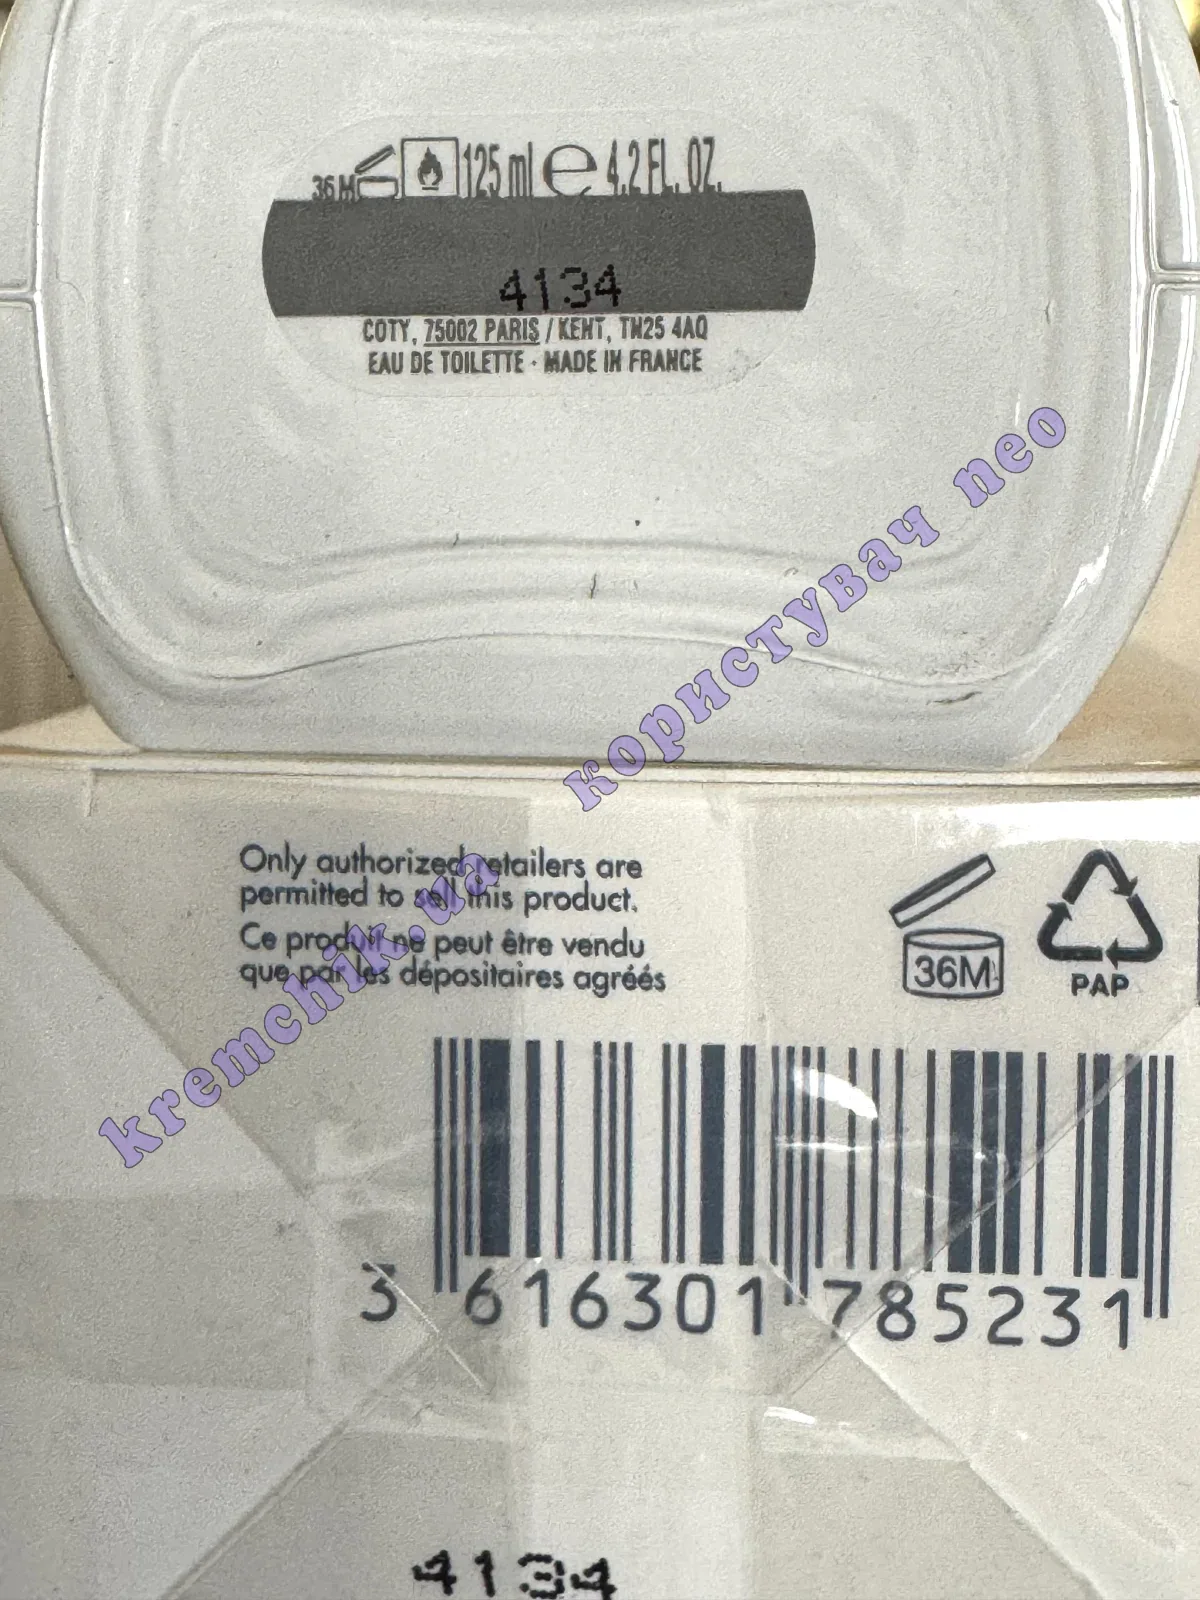 36 M 125 ml e 4.2 FL. OZ.
4134
COTY, 75002 PARIS / KENT, TN25 4AQ
EAU DE TOILETTE · MADE IN FRANCE
користувач neo
kremchik.ua
Only authorized retailers are
permitted to sell this product.
Ce produit ne peut être vendu
que par les dépositaires agréés
36M
PAP
3 616301 785231
4134